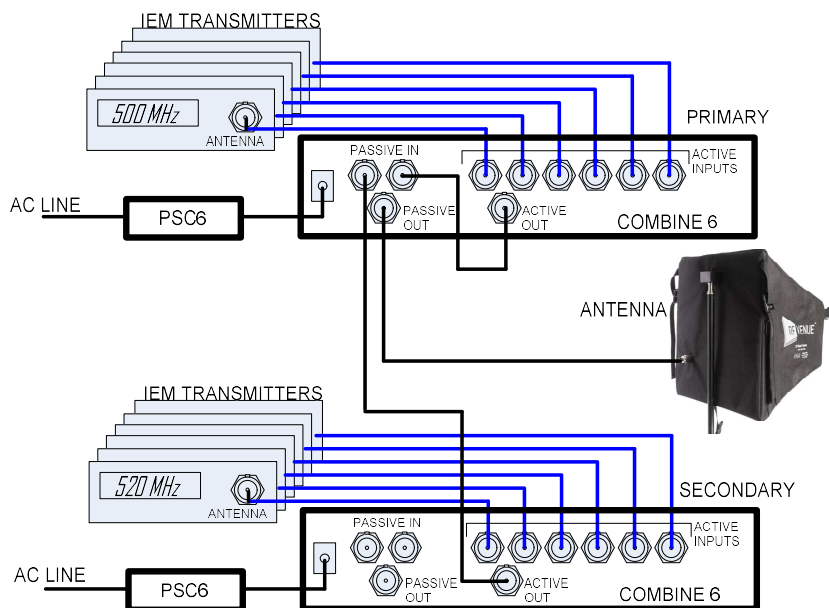 IEM TRANSMITTERS
500 MHz
ANTENNA
PRIMARY
PASSIVE IN
ACTIVE
INPUTS
AC LINE
PSC6
PASSIVE
OUT
ACTIVE
OUT
COMBINE 6
ANTENNA
RF VENUE
IEM TRANSMITTERS
520 MHz
ANTENNA
SECONDARY
PASSIVE IN
ACTIVE
INPUTS
AC LINE
PSC6
PASSIVE
OUT
ACTIVE
OUT
COMBINE 6